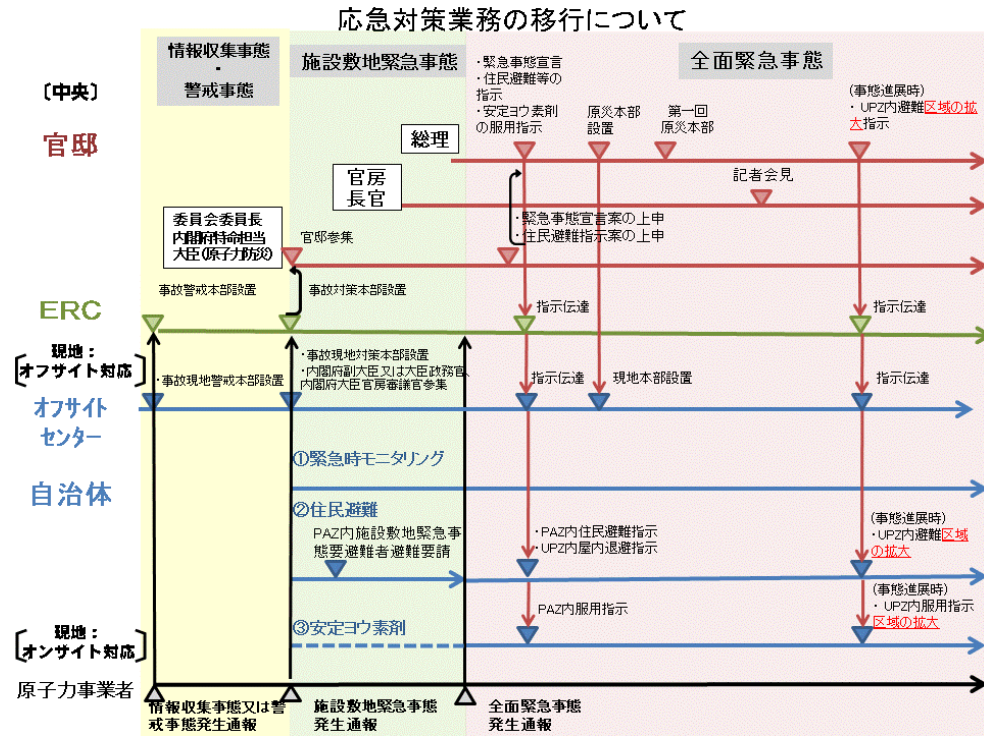 応急対策業務の移行について
情報収集事態
・
警戒事態
施設敷地緊急事態
全面緊急事態
〔中央〕
官邸
・緊急事態宣言
・住民避難等の
指示
・安定ヨウ素剤
の服用指示
原災本部
設置
第一回
原災本部
(事態進展時)
・ UPZ内避難区域の拡
大指示
総理
官房
長官
記者会見
委員会委員長
内閣府特命担当
大臣(原子力防災)
官邸参集
・緊急事態宣言案の上申
・住民避難指示案の上申
事故警戒本部設置
事故対策本部設置
ERC
指示伝達
指示伝達
現地：
オフサイト対応
・事故現地警戒本部設置
・事故現地対策本部設置
・内閣府副大臣又は大臣政務官、
内閣府大臣官房審議官参集
指示伝達
現地本部設置
指示伝達
オフサイト
センター
①緊急時モニタリング
自治体
②住民避難
PAZ内施設敷地緊急事
態要避難者避難要請
・PAZ内住民避難指示
・UPZ内屋内退避指示
(事態進展時)
・ UPZ内避難区域
の拡大
PAZ内服用指示
(事態進展時)
・ UPZ内服用指示
区域の拡大
③安定ヨウ素剤
現地：
オンサイト対応
原子力事業者
情報収集事態又は警
戒事態発生通報
施設敷地緊急事態
発生通報
全面緊急事態
発生通報